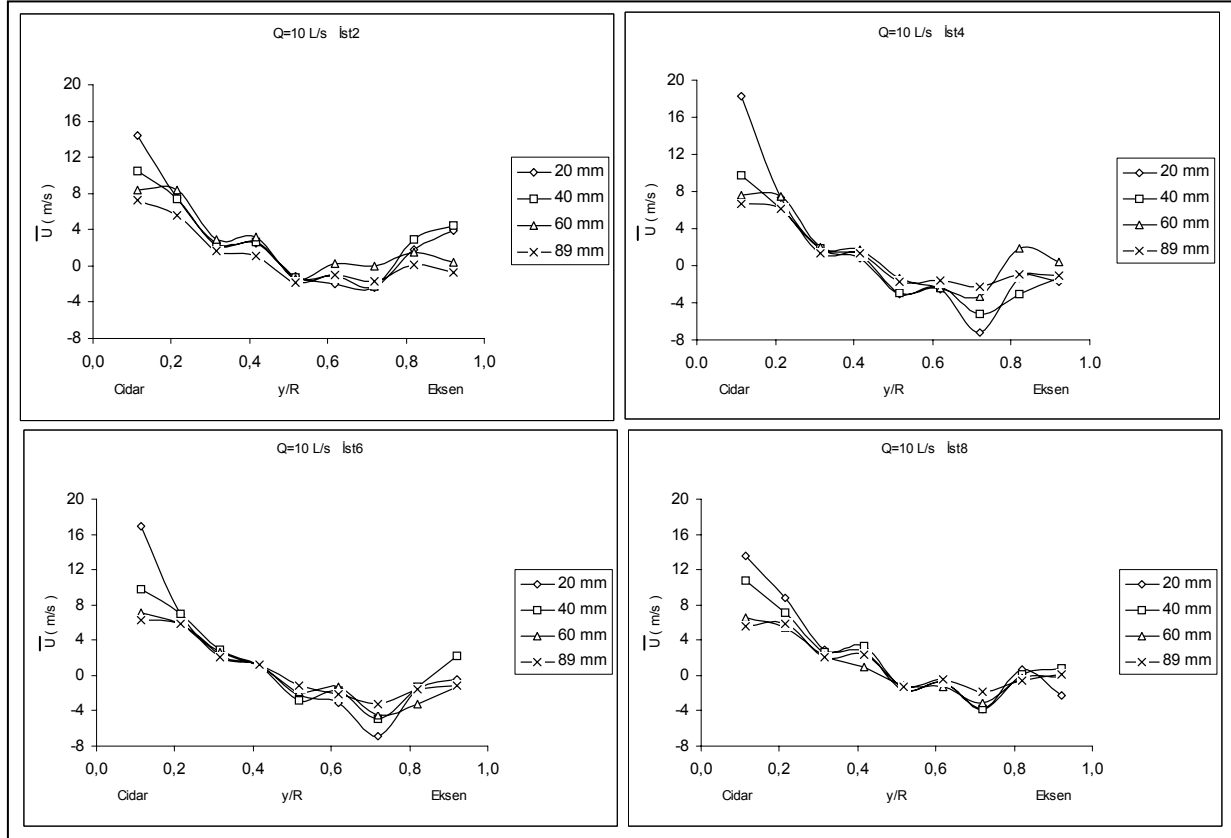 Q=10 L/s İst2
20
16
12
8
4
0
-4
-8
U ( m/s)
0,0 0,2 0,4 0,6 0,8 1,0
Cidar y/R Eksen
20 mm
40 mm
60 mm
89 mm
Q=10 L/s İst4
20
16
12
8
4
0
-4
-8
U ( m/s)
0,0 0,2 0,4 0,6 0,8 1,0
Cidar y/R Eksen
20 mm
40 mm
60 mm
89 mm
Q=10 L/s İst6
20
16
12
8
4
0
-4
-8
U ( m/s)
0,0 0,2 0,4 0,6 0,8 1,0
Cidar y/R Eksen
20 mm
40 mm
60 mm
89 mm
Q=10 L/s İst8
20
16
12
8
4
0
-4
-8
U ( m/s)
0,0 0,2 0,4 0,6 0,8 1,0
Cidar y/R Eksen
20 mm
40 mm
60 mm
89 mm